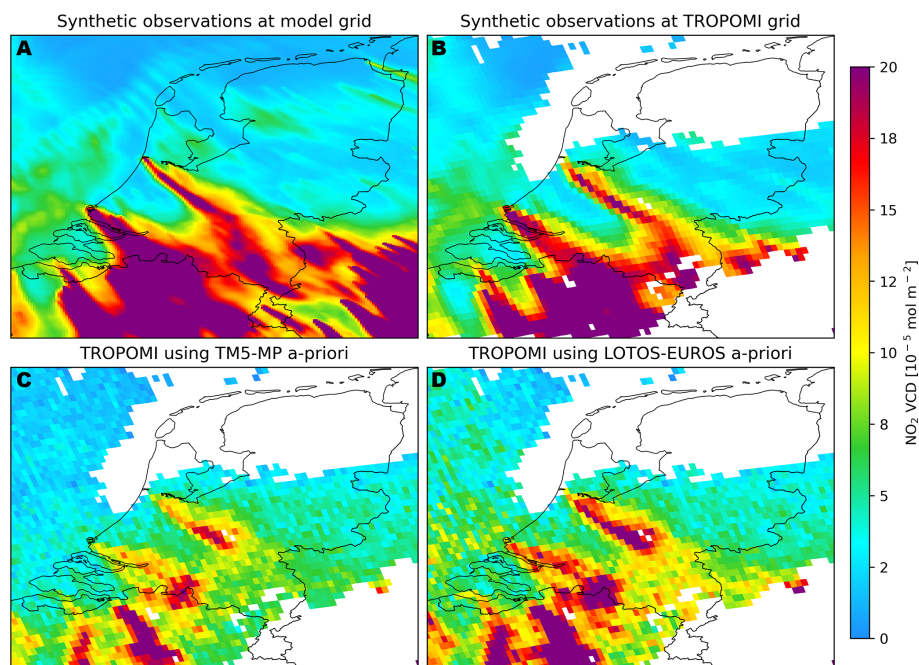 Synthetic observations at model grid
Synthetic observations at TROPOMI grid
A
B
TROPOMI using TM5-MP a-priori
TROPOMI using LOTOS-EUROS a-priori
C
D
20
18
15
12
10
8
5
2
0
NO₂ VCD [10⁻⁵ mol m⁻²]